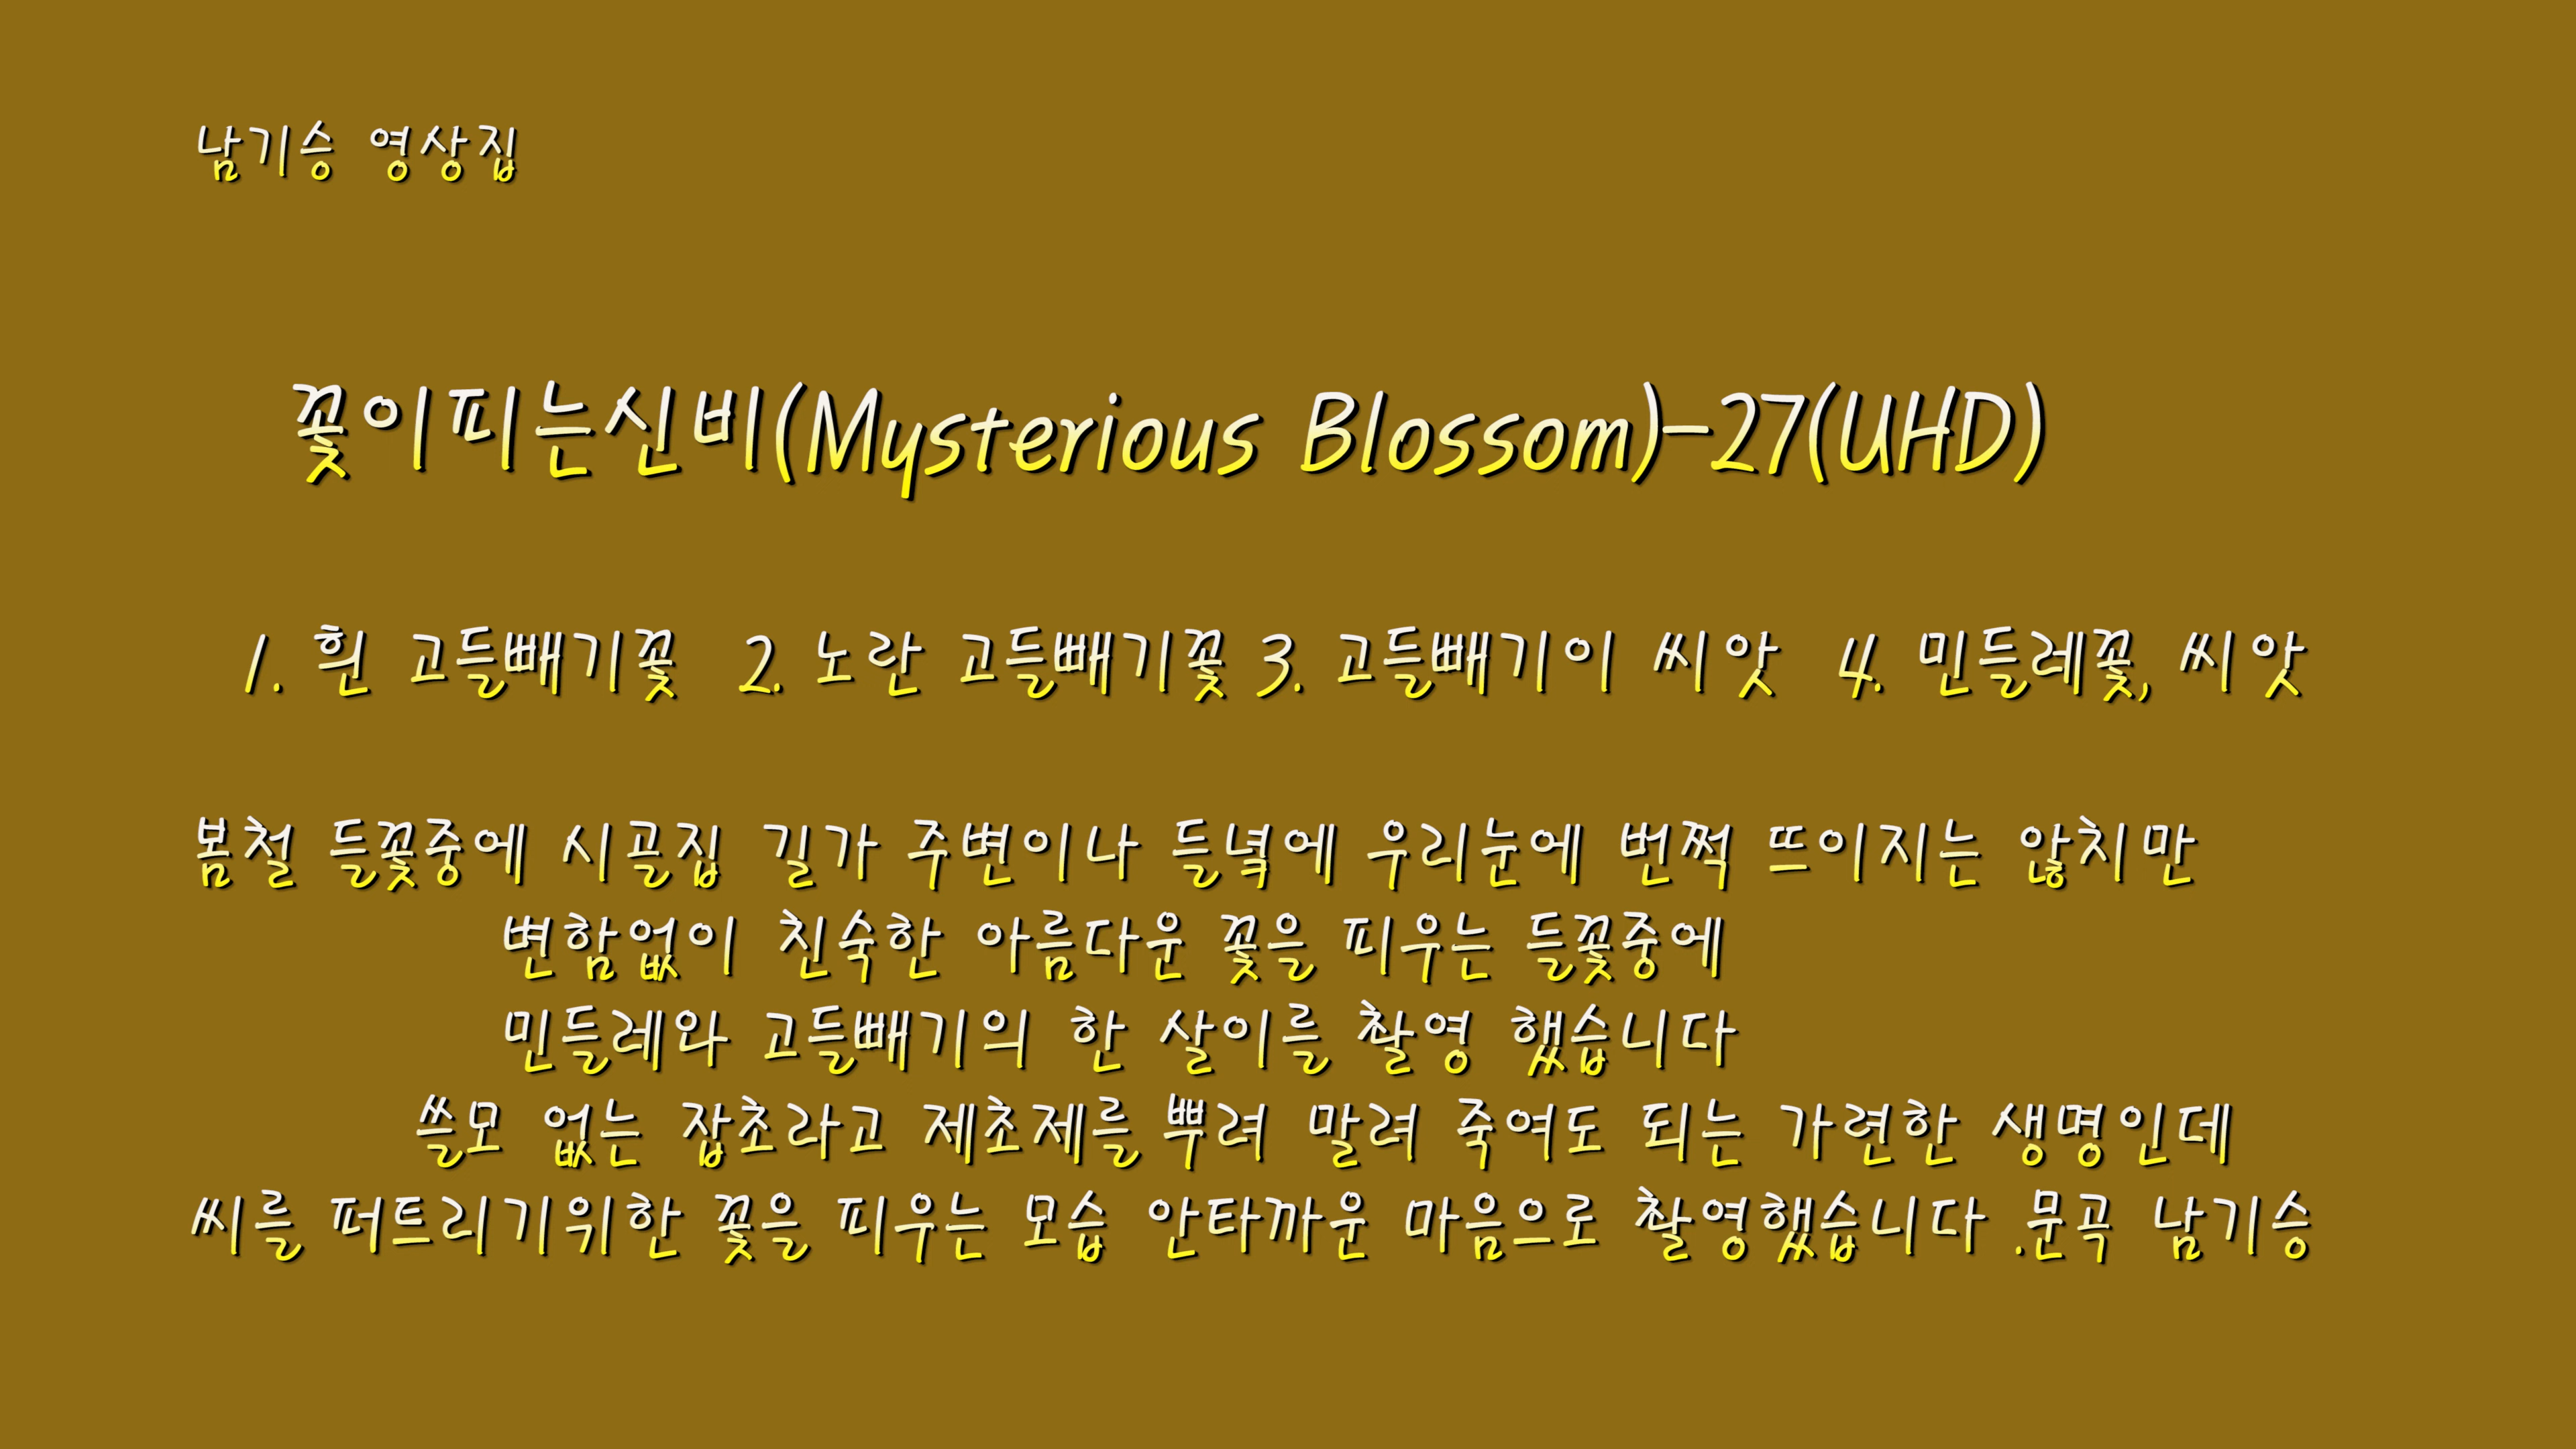 남기승 영상집
꽃이피는신비(Mysterious Blossom)-27(UHD)
1. 흰 고들빼기꽃 2. 노란 고들빼기꽃 3. 고들빼기이 씨앗 4. 민들레꽃, 씨앗
봄철 들꽃중에 시골집 길가 주변이나 들녘에 우리눈에 번쩍 뜨이지는 않치만
변함없이 친숙한 아름다운 꽃을 피우는 들꽃중에
민들레와 고들빼기의 한 살이를 촬영 했습니다
쓸모 없는 잡초라고 제초제를 뿌려 말려 죽여도 되는 가련한 생명인데
씨를 퍼트리기위한 꽃을 피우는 모습 안타까운 마음으로 촬영했습니다 .문곡 남기승